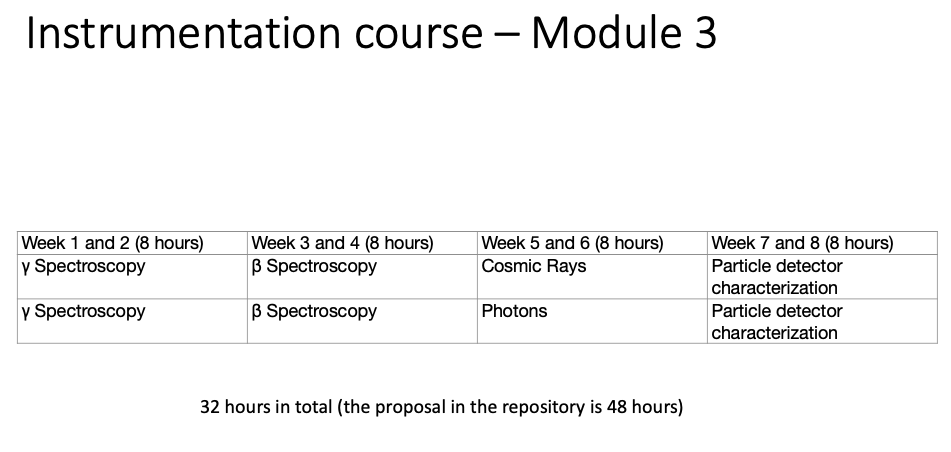 Instrumentation course – Module 3
Week 1 and 2 (8 hours) Week 3 and 4 (8 hours) Week 5 and 6 (8 hours) Week 7 and 8 (8 hours)
γ Spectroscopy β Spectroscopy Cosmic Rays Particle detector
characterization
γ Spectroscopy β Spectroscopy Photons Particle detector
characterization
32 hours in total (the proposal in the repository is 48 hours)